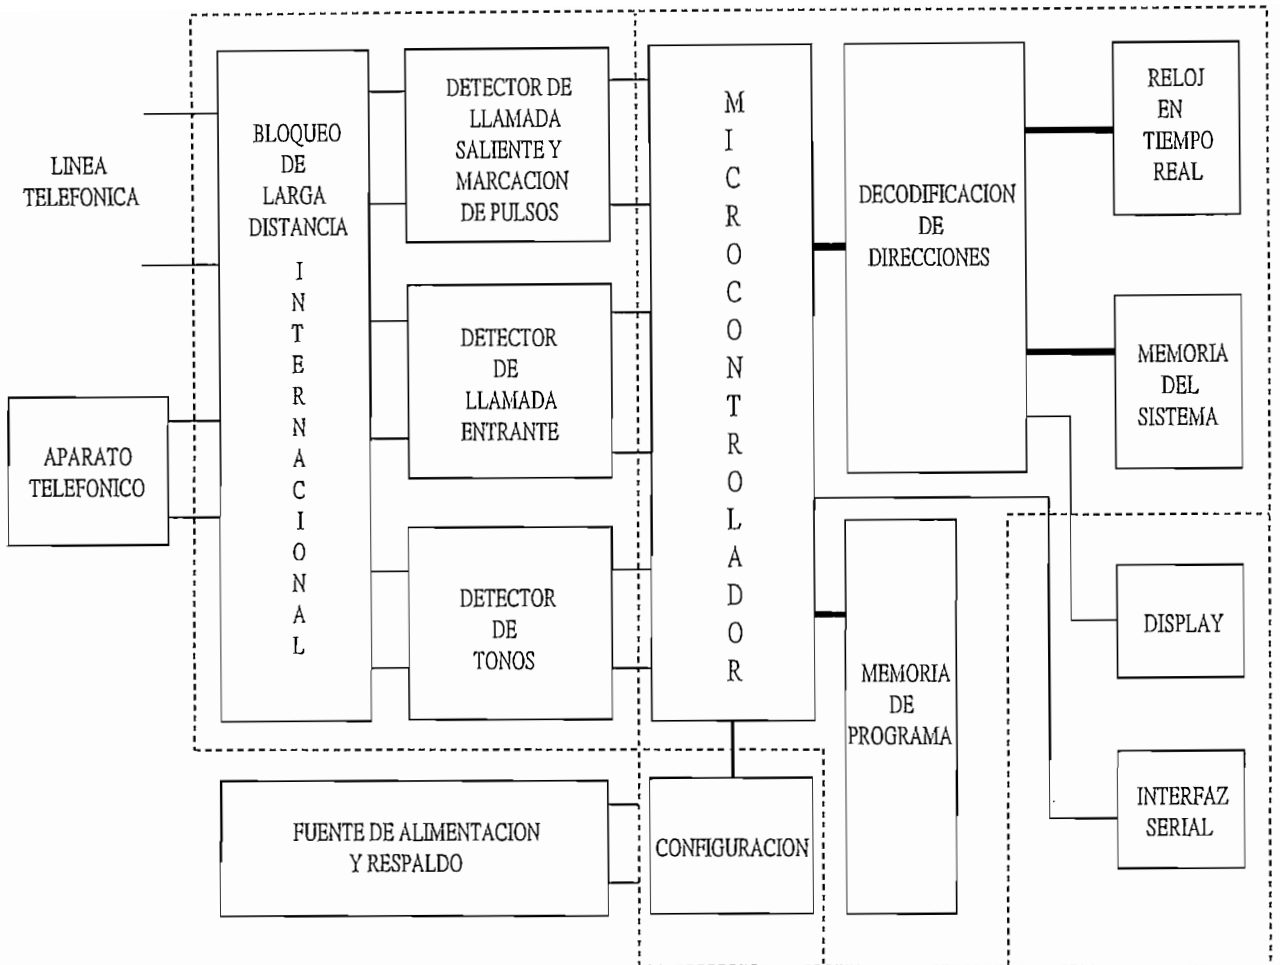 LINEA
TELEFONICA
APARATO
TELEFONICO
BLOQUEO
DE
LARGA
DISTANCIA
I
N
T
E
R
N
A
C
I
O
N
A
L
DETECTOR DE
LLAMADA
SALIENTE Y
MARCACION
DE PULSOS
DETECTOR
DE
LLAMADA
ENTRANTE
DETECTOR
DE
TONOS
M
I
C
R
O
C
O
N
T
R
O
L
A
D
O
R
DECODIFICACION
DE
DIRECCIONES
RELOJ
EN
TIEMPO
REAL
MEMORIA
DEL
SISTEMA
DISPLAY
INTERFAZ
SERIAL
MEMORIA
DE
PROGRAMA
FUENTE DE ALIMENTACION
Y RESPALDO
CONFIGURACION